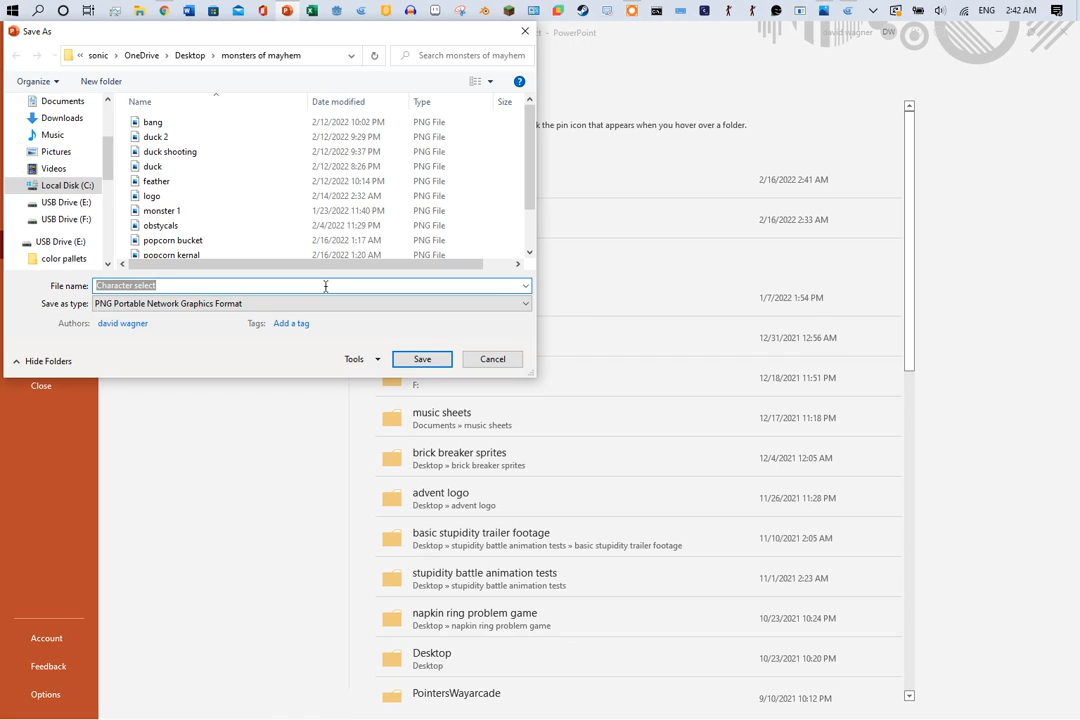 ENG 2:42 AM
Save As
t - PowerPoint
david wagner DW
« sonic > OneDrive > Desktop > monsters of mayhem
Search monsters of mayhem
Organize New folder
Documents
Downloads
Music
Pictures
Videos
Local Disk (C:)
USB Drive (E:)
USB Drive (F:)
USB Drive (E:)
color pallets
Name Date modified Type Size
bang 2/12/2022 10:02 PM PNG File
duck 2 2/12/2022 9:29 PM PNG File
duck shooting 2/12/2022 9:37 PM PNG File
duck 2/12/2022 8:26 PM PNG File
feather 2/12/2022 10:14 PM PNG File
logo 2/14/2022 2:32 AM PNG File
monster 1 1/23/2022 11:40 PM PNG File
obstycals 2/4/2022 11:29 PM PNG File
popcorn bucket 2/16/2022 1:17 AM PNG File
popcorn kernal 2/16/2022 1:20 AM PNG File
File name: Character select
Save as type: PNG Portable Network Graphics Format
Authors: david wagner Tags: Add a tag
Hide Folders Tools Save Cancel
k the pin icon that appears when you hover over a folder.
2/16/2022 2:41 AM
2/16/2022 2:33 AM
1/7/2022 1:54 PM
12/31/2021 12:56 AM
F: 12/18/2021 11:51 PM
music sheets 12/17/2021 11:18 PM
Documents » music sheets
brick breaker sprites 12/4/2021 12:05 AM
Desktop » brick breaker sprites
advent logo 11/26/2021 11:28 PM
Desktop » advent logo
basic stupidity trailer footage 11/10/2021 2:05 AM
Desktop » stupidity battle animation tests » basic stupidity trailer footage
stupidity battle animation tests 11/1/2021 2:23 AM
Desktop » stupidity battle animation tests
napkin ring problem game 10/23/2021 10:24 PM
Desktop » napkin ring problem game
Desktop 10/23/2021 10:20 PM
Desktop
PointersWayarcade 9/10/2021 10:12 PM
Close
Account
Feedback
Options